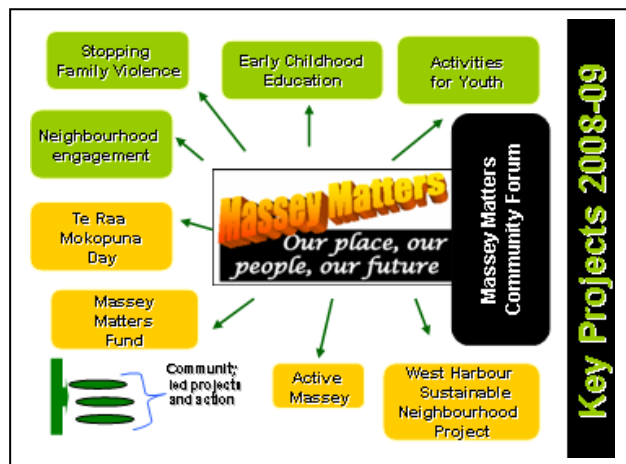 Stopping
Family Violence
Early Childhood
Education
Activities
for Youth
Neighbourhood
engagement
Te Raa
Mokopuna
Day
Massey Matters
Our place, our
people, our future
Massey Matters
Community Forum
Key Projects 2008-09
Massey
Matters
Fund
Community
led projects
and action
Active
Massey
West Harbour
Sustainable
Neighbourhood
Project